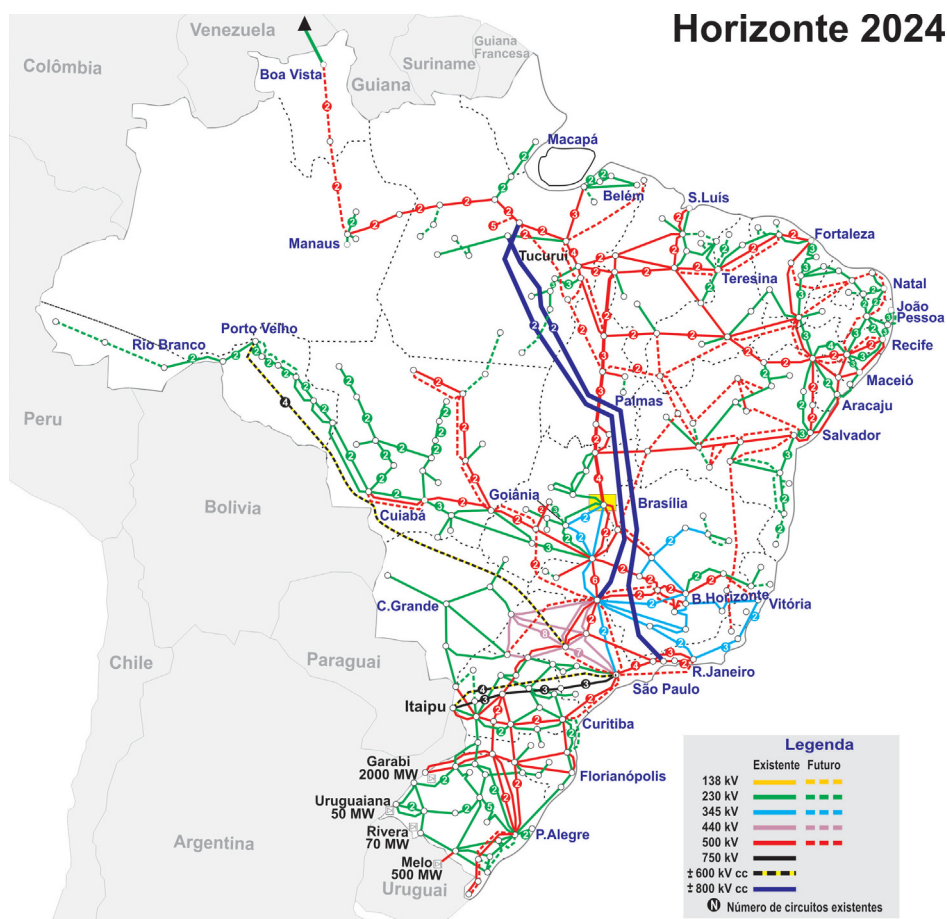 Horizonte 2024
Venezuela
Guiana
Francesa
Suriname
Colômbia
Boa Vista
Guiana
Macapá
Belém
S.Luís
Manaus
Fortaleza
Tucuruí
Teresina
Natal
João
Pessoa
Porto Velho
Rio Branco
Recife
Palmas
Maceió
Aracaju
Peru
Salvador
Goiânia
Brasília
Bolivia
Cuiabá
C.Grande
B.Horizonte
Vitória
Chile
Paraguai
R.Janeiro
São Paulo
Itaipu
Curitiba
Garabi
2000 MW
Florianópolis
Uruguaiana
50 MW
Rivera
70 MW
P.Alegre
Argentina
Melo
500 MW
Uruguai
Legenda
Existente Futuro
138 kV
230 kV
345 kV
440 kV
500 kV
750 kV
± 600 kV cc
± 800 kV cc
N Número de circuitos existentes